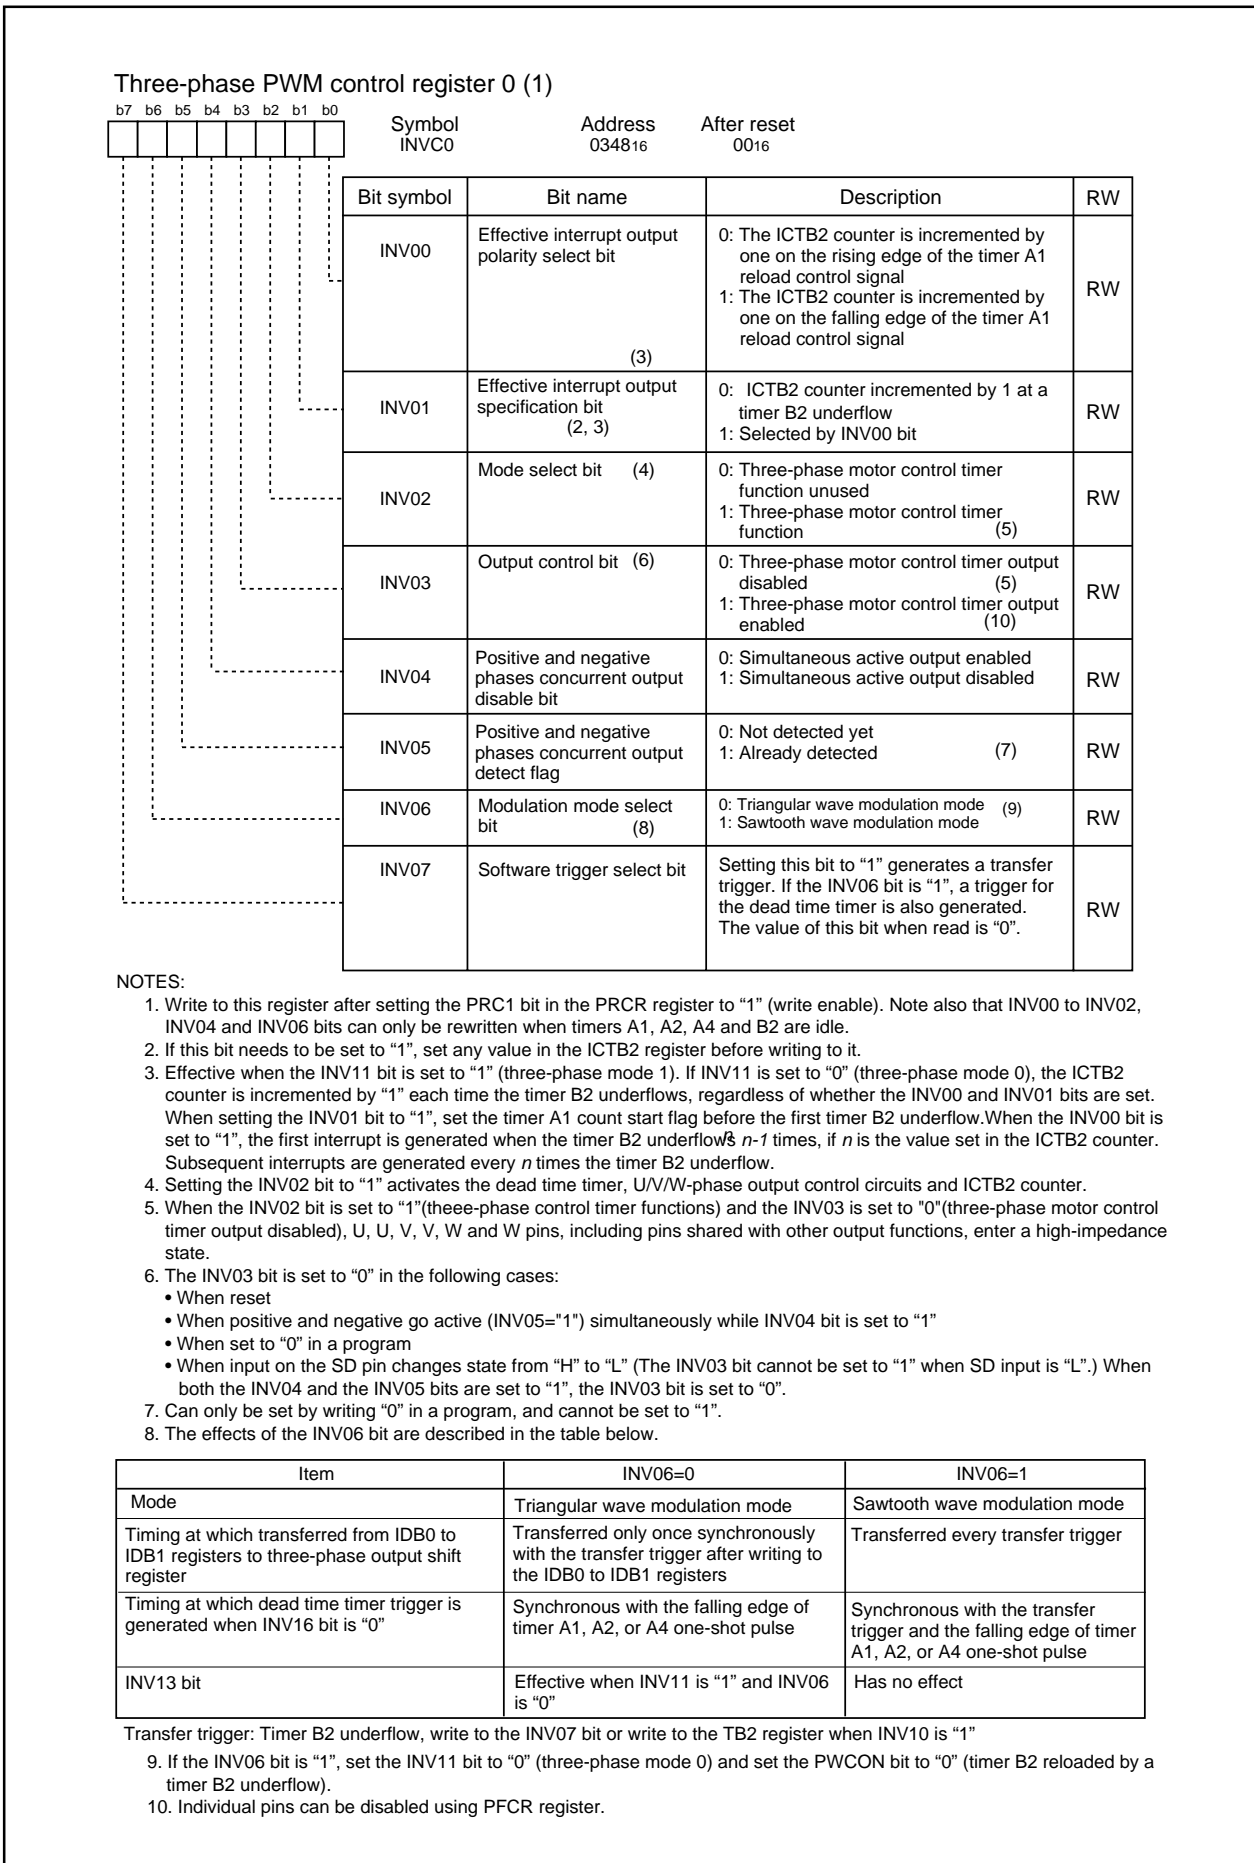 Three-phase PWM control register 0 (1)
b7 b6 b5 b4 b3 b2 b1 b0
Symbol Address After reset
INVC0 034816 0016
Bit symbol Bit name Description RW
INV00
Effective interrupt output
polarity select bit
(3)
0: The ICTB2 counter is incremented by
one on the rising edge of the timer A1
reload control signal
1: The ICTB2 counter is incremented by
one on the falling edge of the timer A1
reload control signal
RW
INV01
Effective interrupt output
specification bit
(2, 3)
0: ICTB2 counter incremented by 1 at a
timer B2 underflow
1: Selected by INV00 bit
RW
INV02
Mode select bit (4)
0: Three-phase motor control timer
function unused
1: Three-phase motor control timer
function (5)
RW
INV03
Output control bit (6)
0: Three-phase motor control timer output
disabled (5)
1: Three-phase motor control timer output
enabled (10)
RW
INV04
Positive and negative
phases concurrent output
disable bit
0: Simultaneous active output enabled
1: Simultaneous active output disabled
RW
INV05
Positive and negative
phases concurrent output
detect flag
0: Not detected yet
1: Already detected (7)
RW
INV06
Modulation mode select
bit (8)
0: Triangular wave modulation mode (9)
1: Sawtooth wave modulation mode
RW
INV07
Software trigger select bit
Setting this bit to “1” generates a transfer
trigger. If the INV06 bit is “1”, a trigger for
the dead time timer is also generated.
The value of this bit when read is “0”.
RW
NOTES:
1. Write to this register after setting the PRC1 bit in the PRCR register to “1” (write enable). Note also that INV00 to INV02,
INV04 and INV06 bits can only be rewritten when timers A1, A2, A4 and B2 are idle.
2. If this bit needs to be set to “1”, set any value in the ICTB2 register before writing to it.
3. Effective when the INV11 bit is set to “1” (three-phase mode 1). If INV11 is set to “0” (three-phase mode 0), the ICTB2
counter is incremented by “1” each time the timer B2 underflows, regardless of whether the INV00 and INV01 bits are set.
When setting the INV01 bit to “1”, set the timer A1 count start flag before the first timer B2 underflow.When the INV00 bit is
set to “1”, the first interrupt is generated when the timer B2 underflows n-1 times, if n is the value set in the ICTB2 counter.
Subsequent interrupts are generated every n times the timer B2 underflow.
4. Setting the INV02 bit to “1” activates the dead time timer, U/V/W-phase output control circuits and ICTB2 counter.
5. When the INV02 bit is set to “1”(theee-phase control timer functions) and the INV03 is set to "0"(three-phase motor control
timer output disabled), U, U, V, V, W and W pins, including pins shared with other output functions, enter a high-impedance
state.
6. The INV03 bit is set to “0” in the following cases:
• When reset
• When positive and negative go active (INV05="1") simultaneously while INV04 bit is set to “1”
• When set to “0” in a program
• When input on the SD pin changes state from “H” to “L” (The INV03 bit cannot be set to “1” when SD input is “L”.) When
both the INV04 and the INV05 bits are set to “1”, the INV03 bit is set to “0”.
7. Can only be set by writing “0” in a program, and cannot be set to “1”.
8. The effects of the INV06 bit are described in the table below.
Item INV06=0 INV06=1
Mode
Triangular wave modulation mode
Sawtooth wave modulation mode
Timing at which transferred from IDB0 to
IDB1 registers to three-phase output shift
register
Transferred only once synchronously
with the transfer trigger after writing to
the IDB0 to IDB1 registers
Transferred every transfer trigger
Timing at which dead time timer trigger is
generated when INV16 bit is “0”
Synchronous with the falling edge of
timer A1, A2, or A4 one-shot pulse
Synchronous with the transfer
trigger and the falling edge of timer
A1, A2, or A4 one-shot pulse
INV13 bit
Effective when INV11 is “1” and INV06
is “0”
Has no effect
Transfer trigger: Timer B2 underflow, write to the INV07 bit or write to the TB2 register when INV10 is “1”
9. If the INV06 bit is “1”, set the INV11 bit to “0” (three-phase mode 0) and set the PWCON bit to “0” (timer B2 reloaded by a
timer B2 underflow).
10. Individual pins can be disabled using PFCR register.